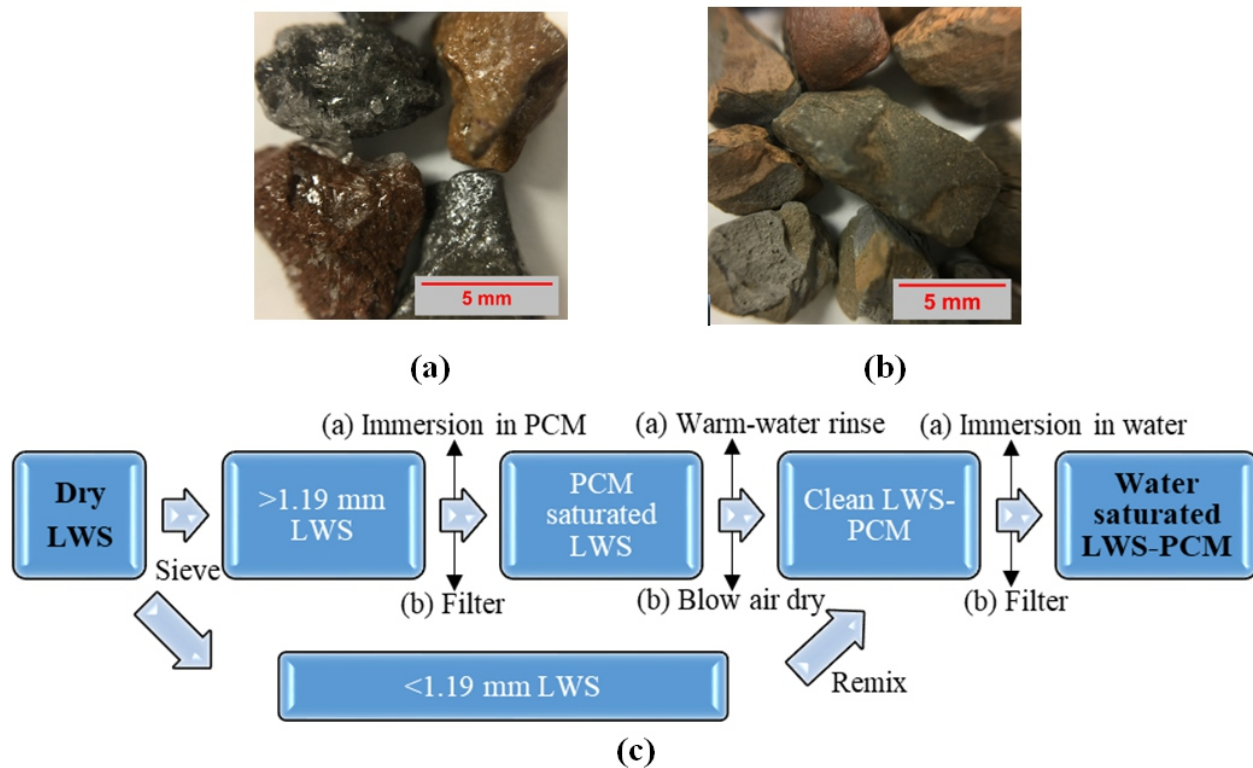 5 mm
5 mm
(a)
(b)
(a) Immersion in PCM
(a) Warm-water rinse
(a) Immersion in water
Dry
LWS
>1.19 mm
LWS
PCM
saturated
LWS
Clean LWS-
PCM
Water
saturated
LWS-PCM
Sieve
(b) Filter
(b) Blow air dry
(b) Filter
<1.19 mm LWS
Remix
(c)